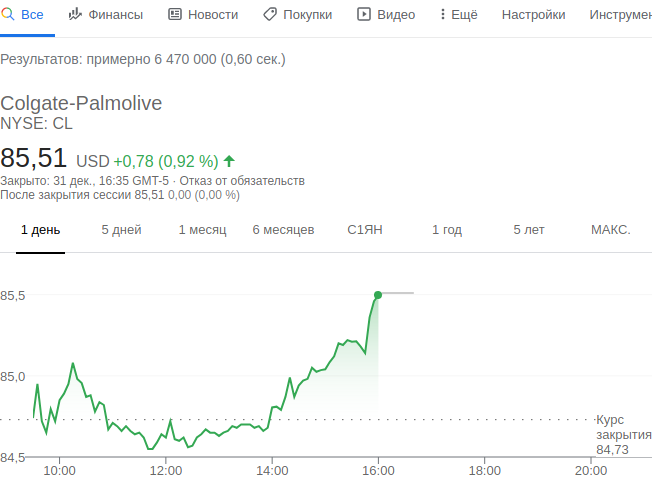 Все Финансы Новости Покупки Видео Ещё Настройки Инструмен
Результатов: примерно 6 470 000 (0,60 сек.)
Colgate-Palmolive
NYSE: CL
85,51 USD +0,78 (0,92 %)
Закрыто: 31 дек., 16:35 GMT-5 · Отказ от обязательств
После закрытия сессии 85,51 0,00 (0,00 %)
1 день 5 дней 1 месяц 6 месяцев С1ЯН 1 год 5 лет МАКС.
85,5
85,0
Курс
закрытия
84,73
84,5
10:00 12:00 14:00 16:00 18:00 20:00